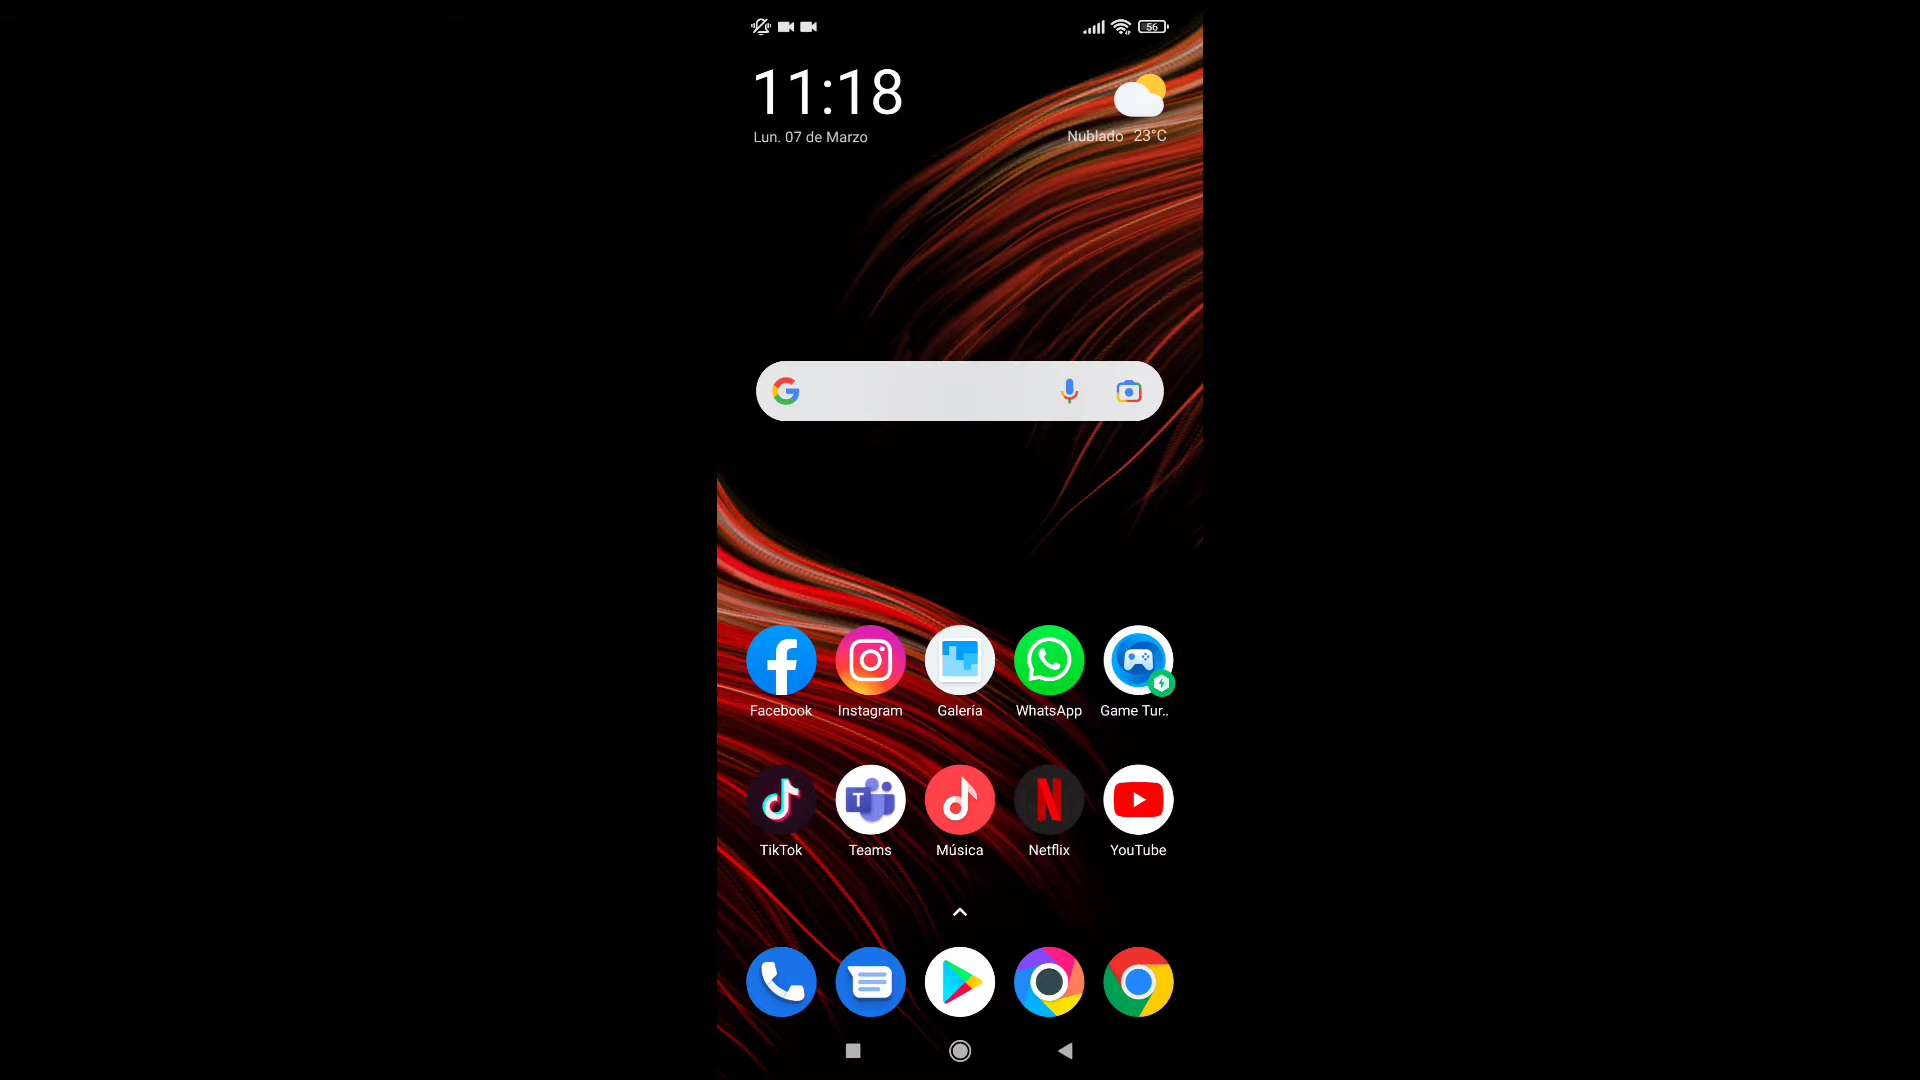 56
11:18
Lun. 07 de Marzo
Nublado 23°C
Facebook
Instagram
Galería
WhatsApp
Game Tur..
TikTok
Teams
Música
Netflix
YouTube